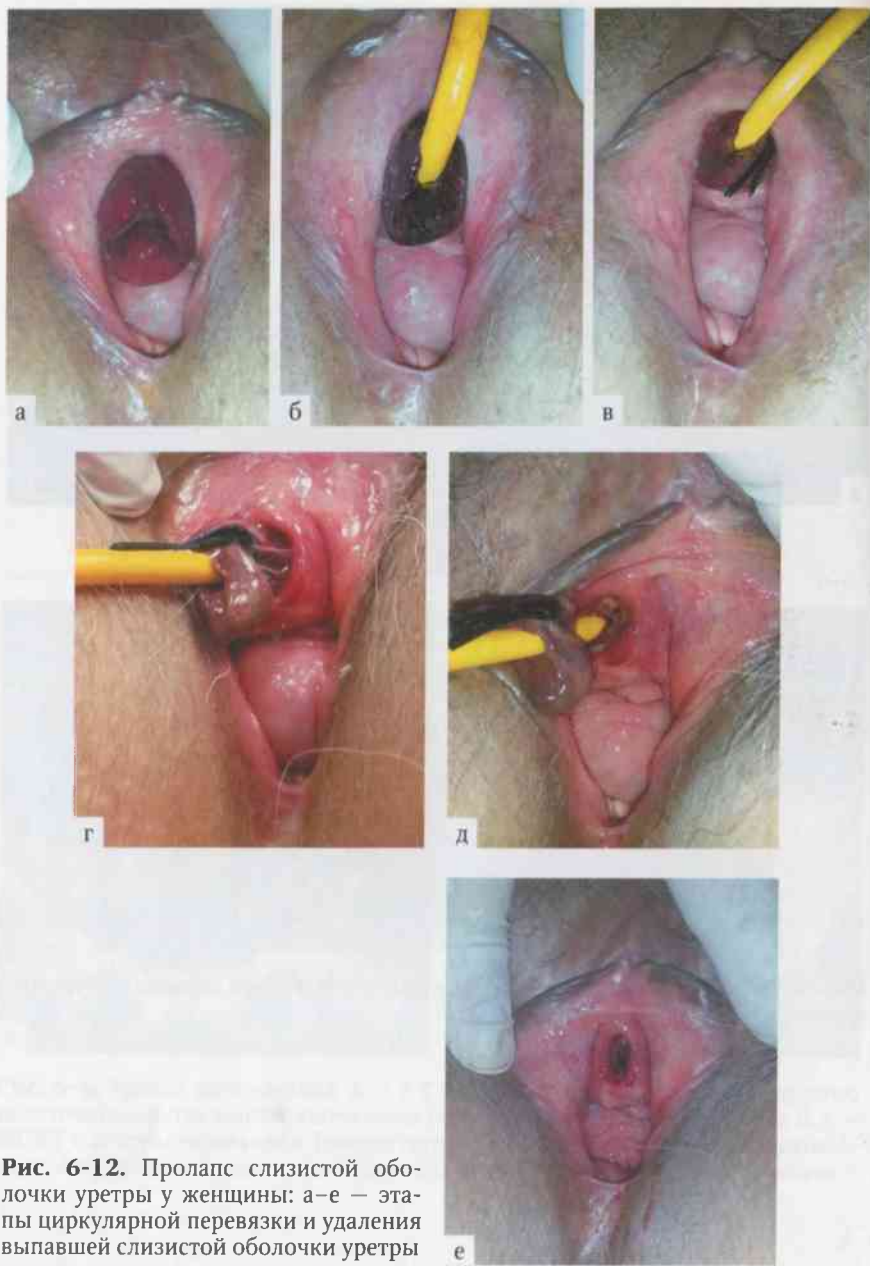 а
б
в
г
д
Рис. 6-12. Пролапс слизистой обо-
лочки уретры у женщины: а–е — эта-
пы циркулярной перевязки и удаления
выпавшей слизистой оболочки уретры
е